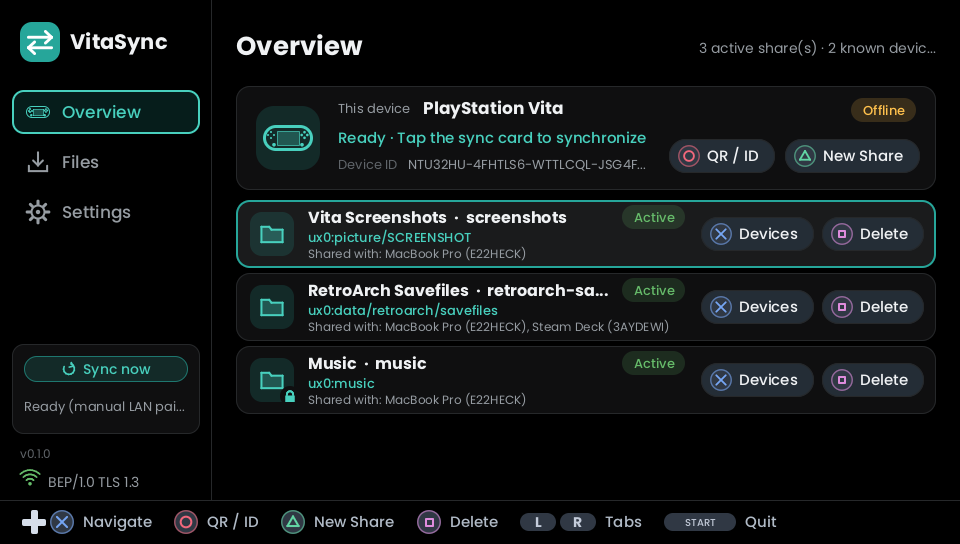 VitaSync
Overview
Files
Settings
Sync now
Ready (manual LAN pai...
v0.1.0
BEP/1.0 TLS 1.3
Overview
3 active share(s) · 2 known devic...
This device PlayStation Vita
Offline
Ready · Tap the sync card to synchronize
Device ID NTU32HU-4FHTLS6-WTTLCQL-JSG4F...
QR / ID
New Share
Vita Screenshots · screenshots
Active
ux0:picture/SCREENSHOT
Shared with: MacBook Pro (E22HECK)
Devices
Delete
RetroArch Savefiles · retroarch-sa...
Active
ux0:data/retroarch/savefiles
Shared with: MacBook Pro (E22HECK), Steam Deck (3AYDEWI)
Devices
Delete
Music · music
Active
ux0:music
Shared with: MacBook Pro (E22HECK)
Devices
Delete
Navigate
QR / ID
New Share
Delete
L R Tabs
START Quit